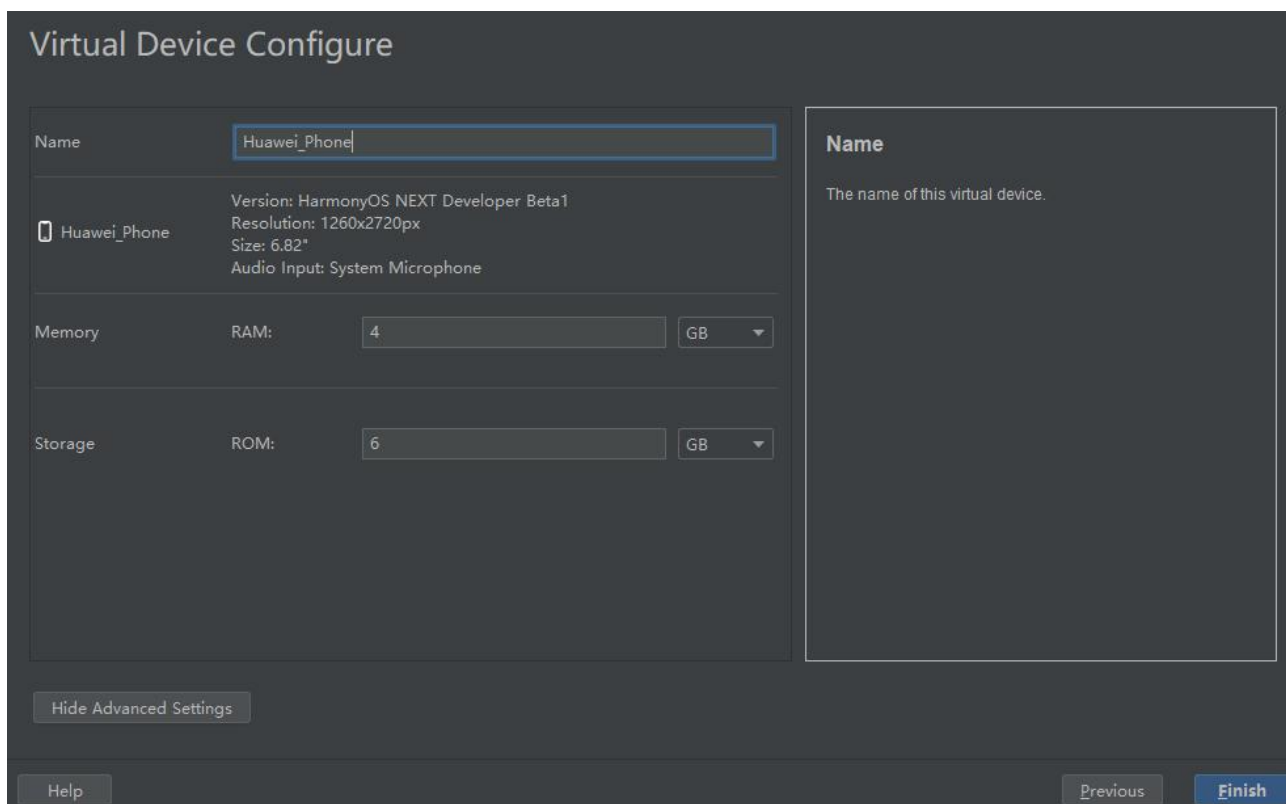 Virtual Device Configure
Name
Huawei_Phone
Huawei_Phone
Version: HarmonyOS NEXT Developer Beta1
Resolution: 1260x2720px
Size: 6.82"
Audio Input: System Microphone
Memory
RAM:
4
GB
Storage
ROM:
6
GB
Name
The name of this virtual device.
Hide Advanced Settings
Help
Previous
Finish